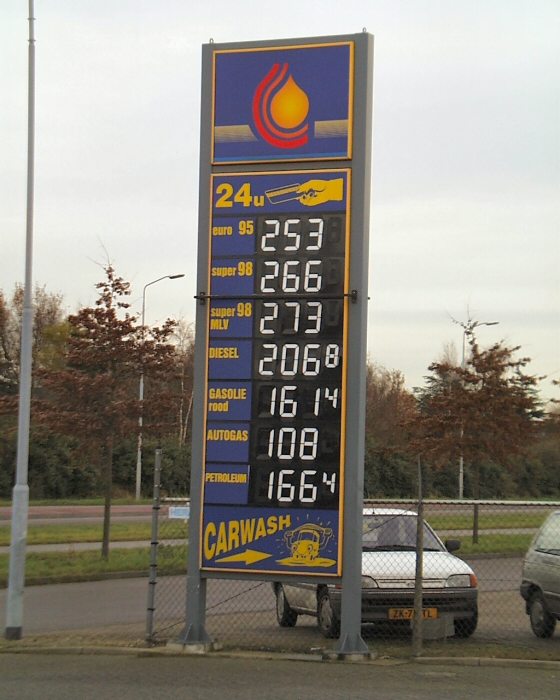 24u
euro 95 253
super 98 266
super 98 MLV 273
DIESEL 2068
GASOLIE rood 1614
AUTOGAS 108
PETROLEUM 1664
CARWASH